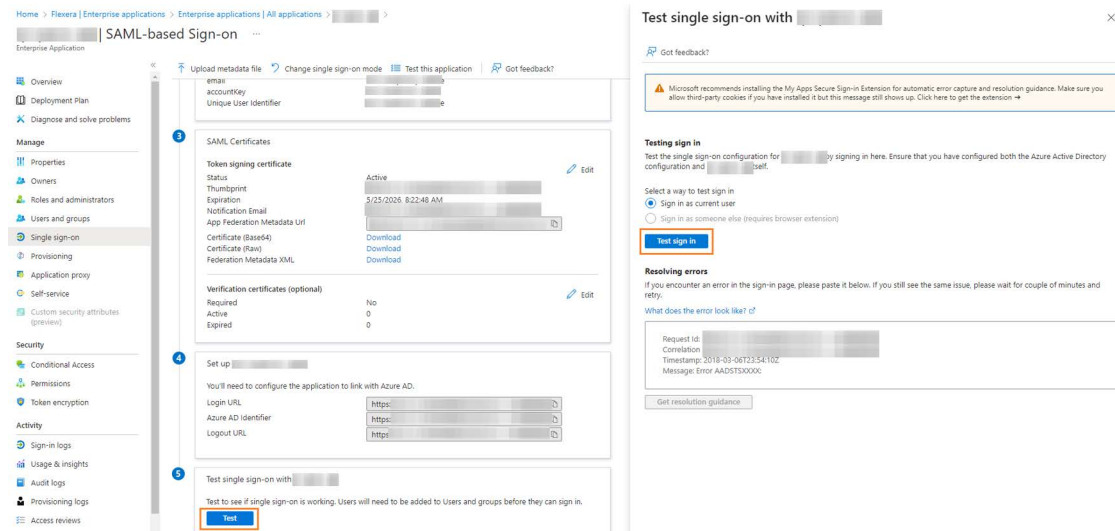 Home > Flexera | Enterprise applications > Enterprise applications | All applications > >
| SAML-based Sign-on ...
Enterprise Application
Overview
Deployment Plan
Diagnose and solve problems
Manage
Properties
Owners
Roles and administrators
Users and groups
Single sign-on
Provisioning
Application proxy
Self-service
Custom security attributes
(preview)
Security
Conditional Access
Permissions
Token encryption
Activity
Sign-in logs
Usage & insights
Audit logs
Provisioning logs
Access reviews
Upload metadata file Change single sign-on mode Test this application | Got feedback?
email
accountKey
Unique User Identifier
3
SAML Certificates
Token signing certificate
Edit
Status Active
Thumbprint
Expiration 5/25/2026, 8:22:48 AM
Notification Email
App Federation Metadata Url
Certificate (Base64) Download
Certificate (Raw) Download
Federation Metadata XML Download
Verification certificates (optional)
Edit
Required No
Active 0
Expired 0
4
Set up
You'll need to configure the application to link with Azure AD.
Login URL https:
Azure AD Identifier https:
Logout URL https
5
Test single sign-on with
Test to see if single sign-on is working. Users will need to be added to Users and groups before they can sign in.
Test
Test single sign-on with
Got feedback?
Microsoft recommends installing the My Apps Secure Sign-in Extension for automatic error capture and resolution guidance. Make sure you
allow third-party cookies if you have installed it but this message still shows up. Click here to get the extension →
Testing sign in
Test the single sign-on configuration for by signing in here. Ensure that you have configured both the Azure Active Directory
configuration and itself.
Select a way to test sign in
Sign in as current user
Sign in as someone else (requires browser extension)
Test sign in
Resolving errors
If you encounter an error in the sign-in page, please paste it below. If you still see the same issue, please wait for couple of minutes and
retry.
What does the error look like?
Request Id:
Correlation
Timestamp: 2018-03-06T23:54:10Z
Message: Error AADSTSXXXX:
Get resolution guidance